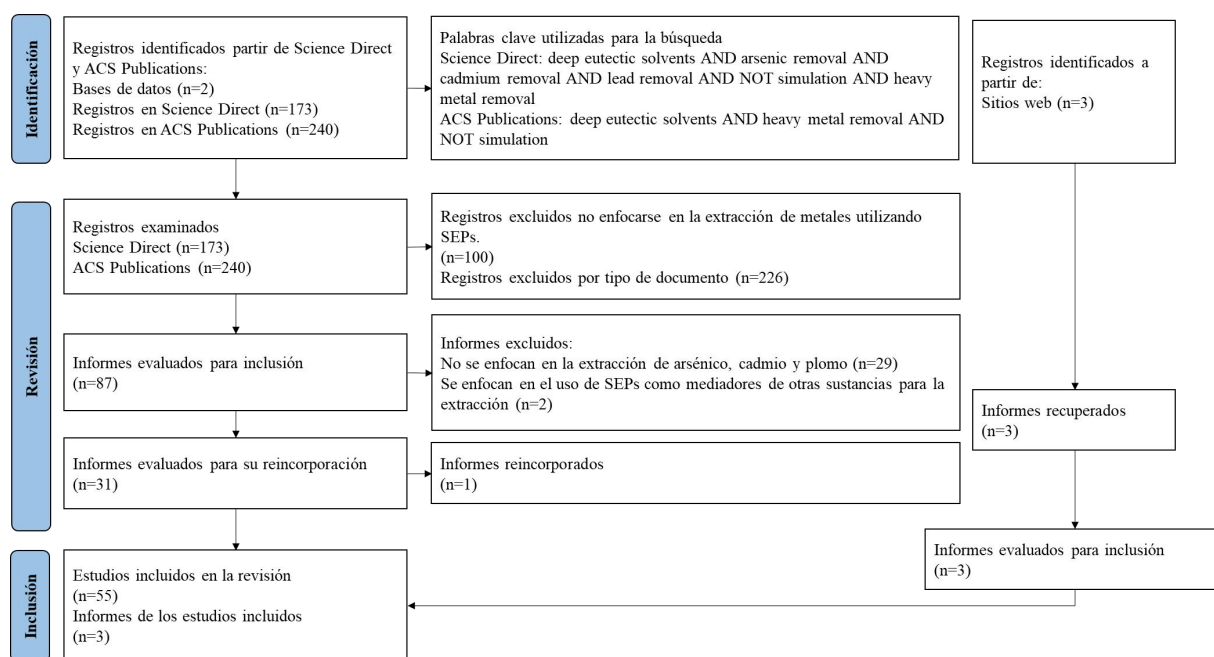 Identificación
Registros identificados partir de Science Direct
y ACS Publications:
Bases de datos (n=2)
Registros en Science Direct (n=173)
Registros en ACS Publications (n=240)
Palabras clave utilizadas para la búsqueda
Science Direct: deep eutectic solvents AND arsenic removal AND
cadmium removal AND lead removal AND NOT simulation AND heavy
metal removal
ACS Publications: deep eutectic solvents AND heavy metal removal AND
NOT simulation
Registros identificados a
partir de:
Sitios web (n=3)
Revisión
Registros examinados
Science Direct (n=173)
ACS Publications (n=240)
Registros excluidos no enfocarse en la extracción de metales utilizando
SEPs.
(n=100)
Registros excluidos por tipo de documento (n=226)
Informes evaluados para inclusión
(n=87)
Informes excluidos:
No se enfocan en la extracción de arsénico, cadmio y plomo (n=29)
Se enfocan en el uso de SEPs como mediadores de otras sustancias para la
extracción (n=2)
Informes recuperados
(n=3)
Informes evaluados para su reincorporación
(n=31)
Informes reincorporados
(n=1)
Informes evaluados para inclusión
(n=3)
Inclusión
Estudios incluidos en la revisión
(n=55)
Informes de los estudios incluidos
(n=3)